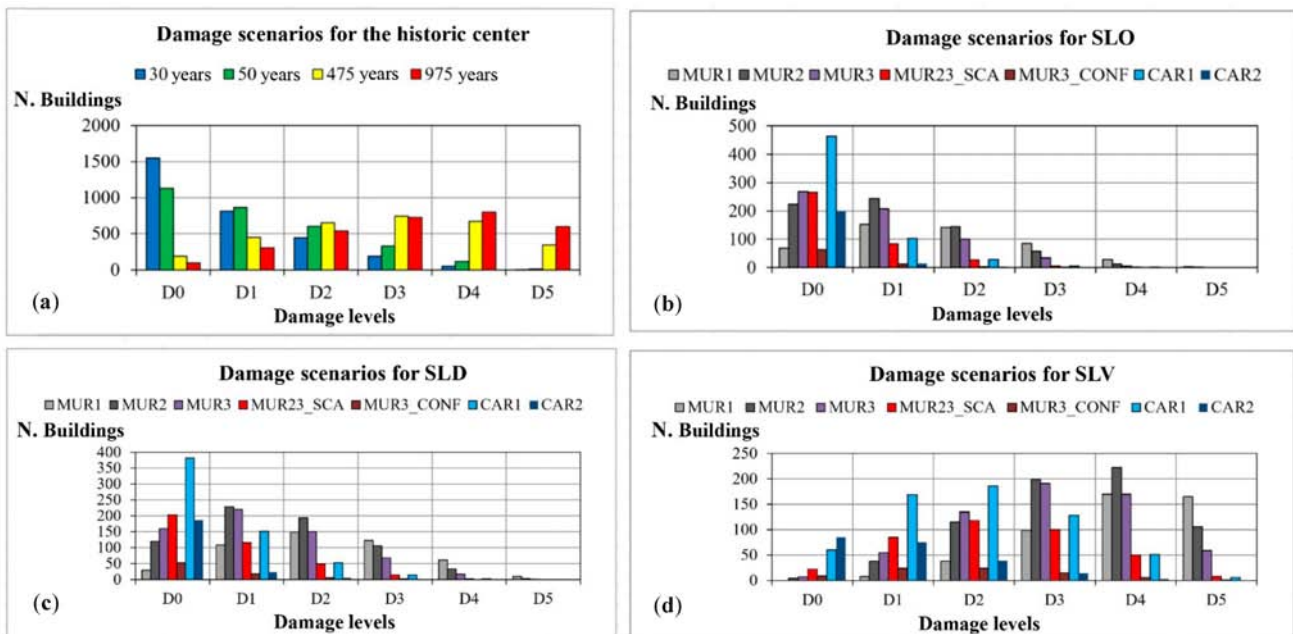 Damage scenarios for the historic center
30 years 50 years 475 years 975 years
N. Buildings
2000
1500
1000
500
0
D0 D1 D2 D3 D4 D5
(a)
Damage levels
Damage scenarios for SLO
MUR1 MUR2 MUR3 MUR23_SCA MUR3_CONF CAR1 CAR2
N. Buildings
500
400
300
200
100
0
D0 D1 D2 D3 D4 D5
(b)
Damage levels
Damage scenarios for SLD
MUR1 MUR2 MUR3 MUR23_SCA MUR3_CONF CAR1 CAR2
N. Buildings
400
350
300
250
200
150
100
50
0
D0 D1 D2 D3 D4 D5
(c)
Damage levels
Damage scenarios for SLV
MUR1 MUR2 MUR3 MUR23_SCA MUR3_CONF CAR1 CAR2
N. Buildings
250
200
150
100
50
0
D0 D1 D2 D3 D4 D5
(d)
Damage levels